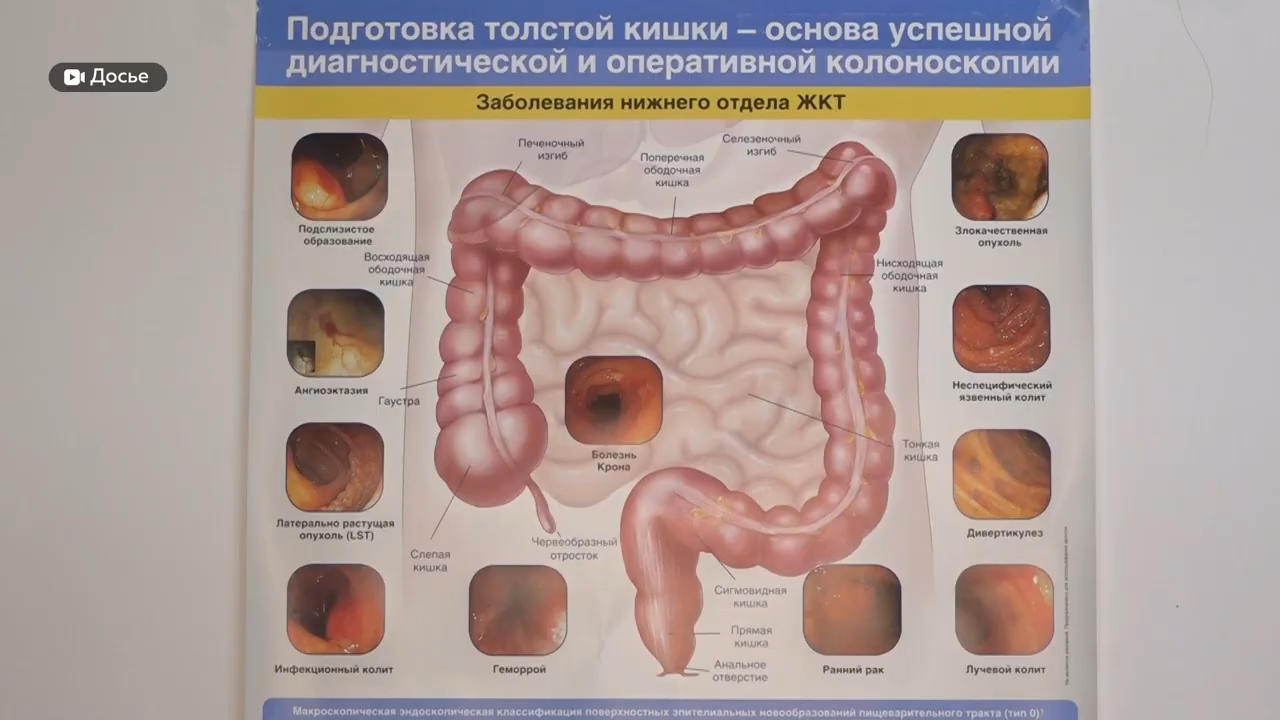 Досье
Подготовка толстой кишки – основа успешной
диагностической и оперативной колоноскопии
Заболевания нижнего отдела ЖКТ
Печеночный
изгиб
Поперечная
ободочная
кишка
Селезеночный
изгиб
Подслизистое
образование
Злокачественная
опухоль
Восходящая
ободочная
кишка
Нисходящая
ободочная
кишка
Ангиоэктазия
Гаустра
Неспецифический
язвенный колит
Болезнь
Крона
Тонкая
кишка
Латерально растущая
опухоль (LST)
Дивертикулез
Слепая
кишка
Червеобразный
отросток
Сигмовидная
кишка
Прямая
кишка
Анальное
отверстие
Инфекционный колит
Геморрой
Ранний рак
Лучевой колит
Макроскопическая эндоскопическая классификация поверхностных эпителиальных новообразований пищеварительного тракта (тип 0)¹